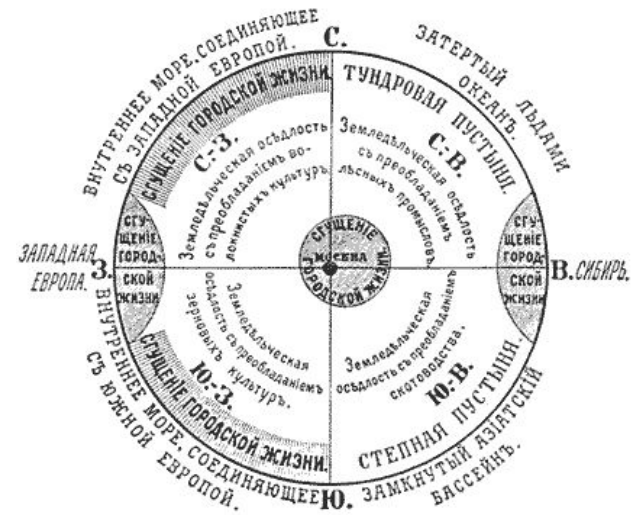 С.
ВНУТРЕННЕЕ МОРЕ, СОЕДИНЯЮЩЕЕ
СЪ ЗАПАДНОЙ ЕВРОПОЙ.
ЗАТЕРТЫЙ ЛЬДАМИ
ОКЕАНЪ.
СГУЩЕНІЕ ГОРОДСКОЙ ЖИЗНИ.
ТУНДРОВАЯ ПУСТЫНЯ.
С.-З.
Земледѣльческая осѣдлость
съ преобладаніемъ во-
локнистыхъ культуръ.
С.-В.
Земледѣльческая осѣдлость
съ преобладаніемъ
лѣсныхъ промысловъ.
ЗАПАДНАЯ
ЕВРОПА.
З.
СГУ-
ЩЕНІЕ
ГОРОД-
СКОЙ
ЖИЗНИ
СГУЩЕНІЕ
МОСКВА
ГОРОДСКОЙ ЖИЗНИ.
СГУ-
ЩЕНІЕ
ГОРОД-
СКОЙ
ЖИЗНИ
В.
СИБИРЬ.
Земледѣльческая
осѣдлость съ преобладаніемъ
зерновыхъ культуръ.
Ю.-З.
Земледѣльческая
осѣдлость съ преобладаніемъ
скотоводства.
Ю.-В.
СГУЩЕНІЕ ГОРОДСКОЙ ЖИЗНИ.
СТЕПНАЯ ПУСТЫНЯ.
ВНУТРЕННЕЕ МОРЕ, СОЕДИНЯЮЩЕЕ
СЪ ЮЖНОЙ ЕВРОПОЙ.
Ю.
ЗАМКНУТЫЙ АЗІАТСКІЙ
БАССЕЙНЪ.